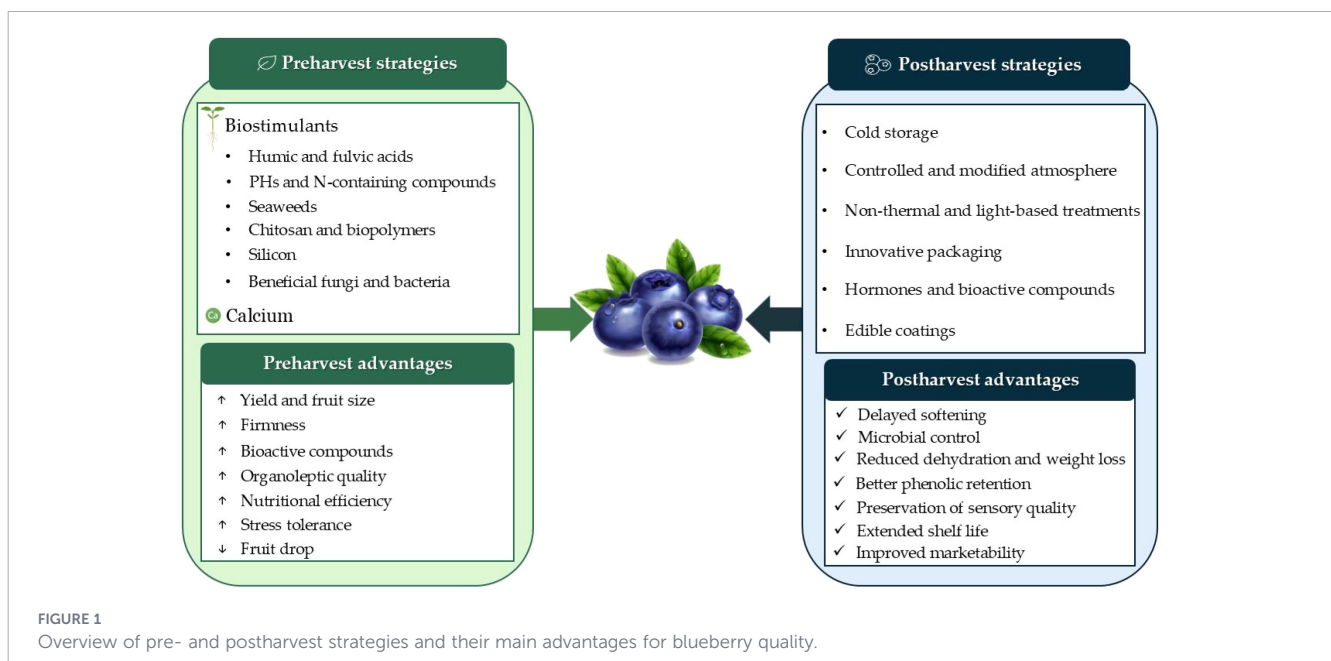 Preharvest strategies
Biostimulants
• Humic and fulvic acids
• PHs and N-containing compounds
• Seaweeds
• Chitosan and biopolymers
• Silicon
• Beneficial fungi and bacteria
Ca Calcium
Preharvest advantages
↑ Yield and fruit size
↑ Firmness
↑ Bioactive compounds
↑ Organoleptic quality
↑ Nutritional efficiency
↑ Stress tolerance
↓ Fruit drop
Postharvest strategies
• Cold storage
• Controlled and modified atmosphere
• Non-thermal and light-based treatments
• Innovative packaging
• Hormones and bioactive compounds
• Edible coatings
Postharvest advantages
✓ Delayed softening
✓ Microbial control
✓ Reduced dehydration and weight loss
✓ Better phenolic retention
✓ Preservation of sensory quality
✓ Extended shelf life
✓ Improved marketability
FIGURE 1
Overview of pre- and postharvest strategies and their main advantages for blueberry quality.